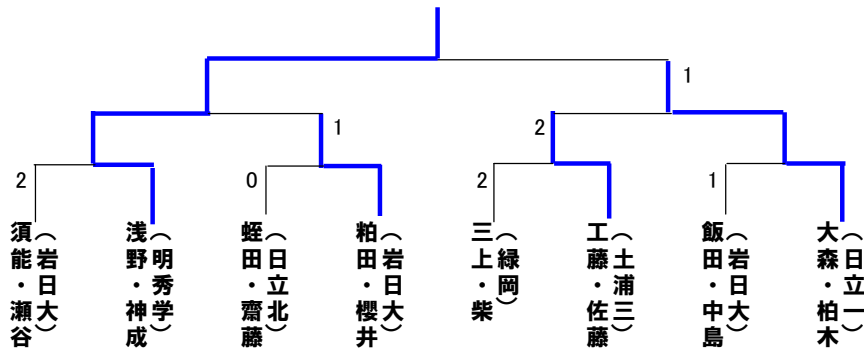 1
1
2
2
0
2
1
須能・瀬谷
（岩日大）
浅野・神成
（明秀学）
蛭田・齋藤
（日立北）
粕田・櫻井
（岩日大）
三上・柴
（緑岡）
工藤・佐藤
（土浦三）
飯田・中島
（岩日大）
大森・柏木
（日立一）